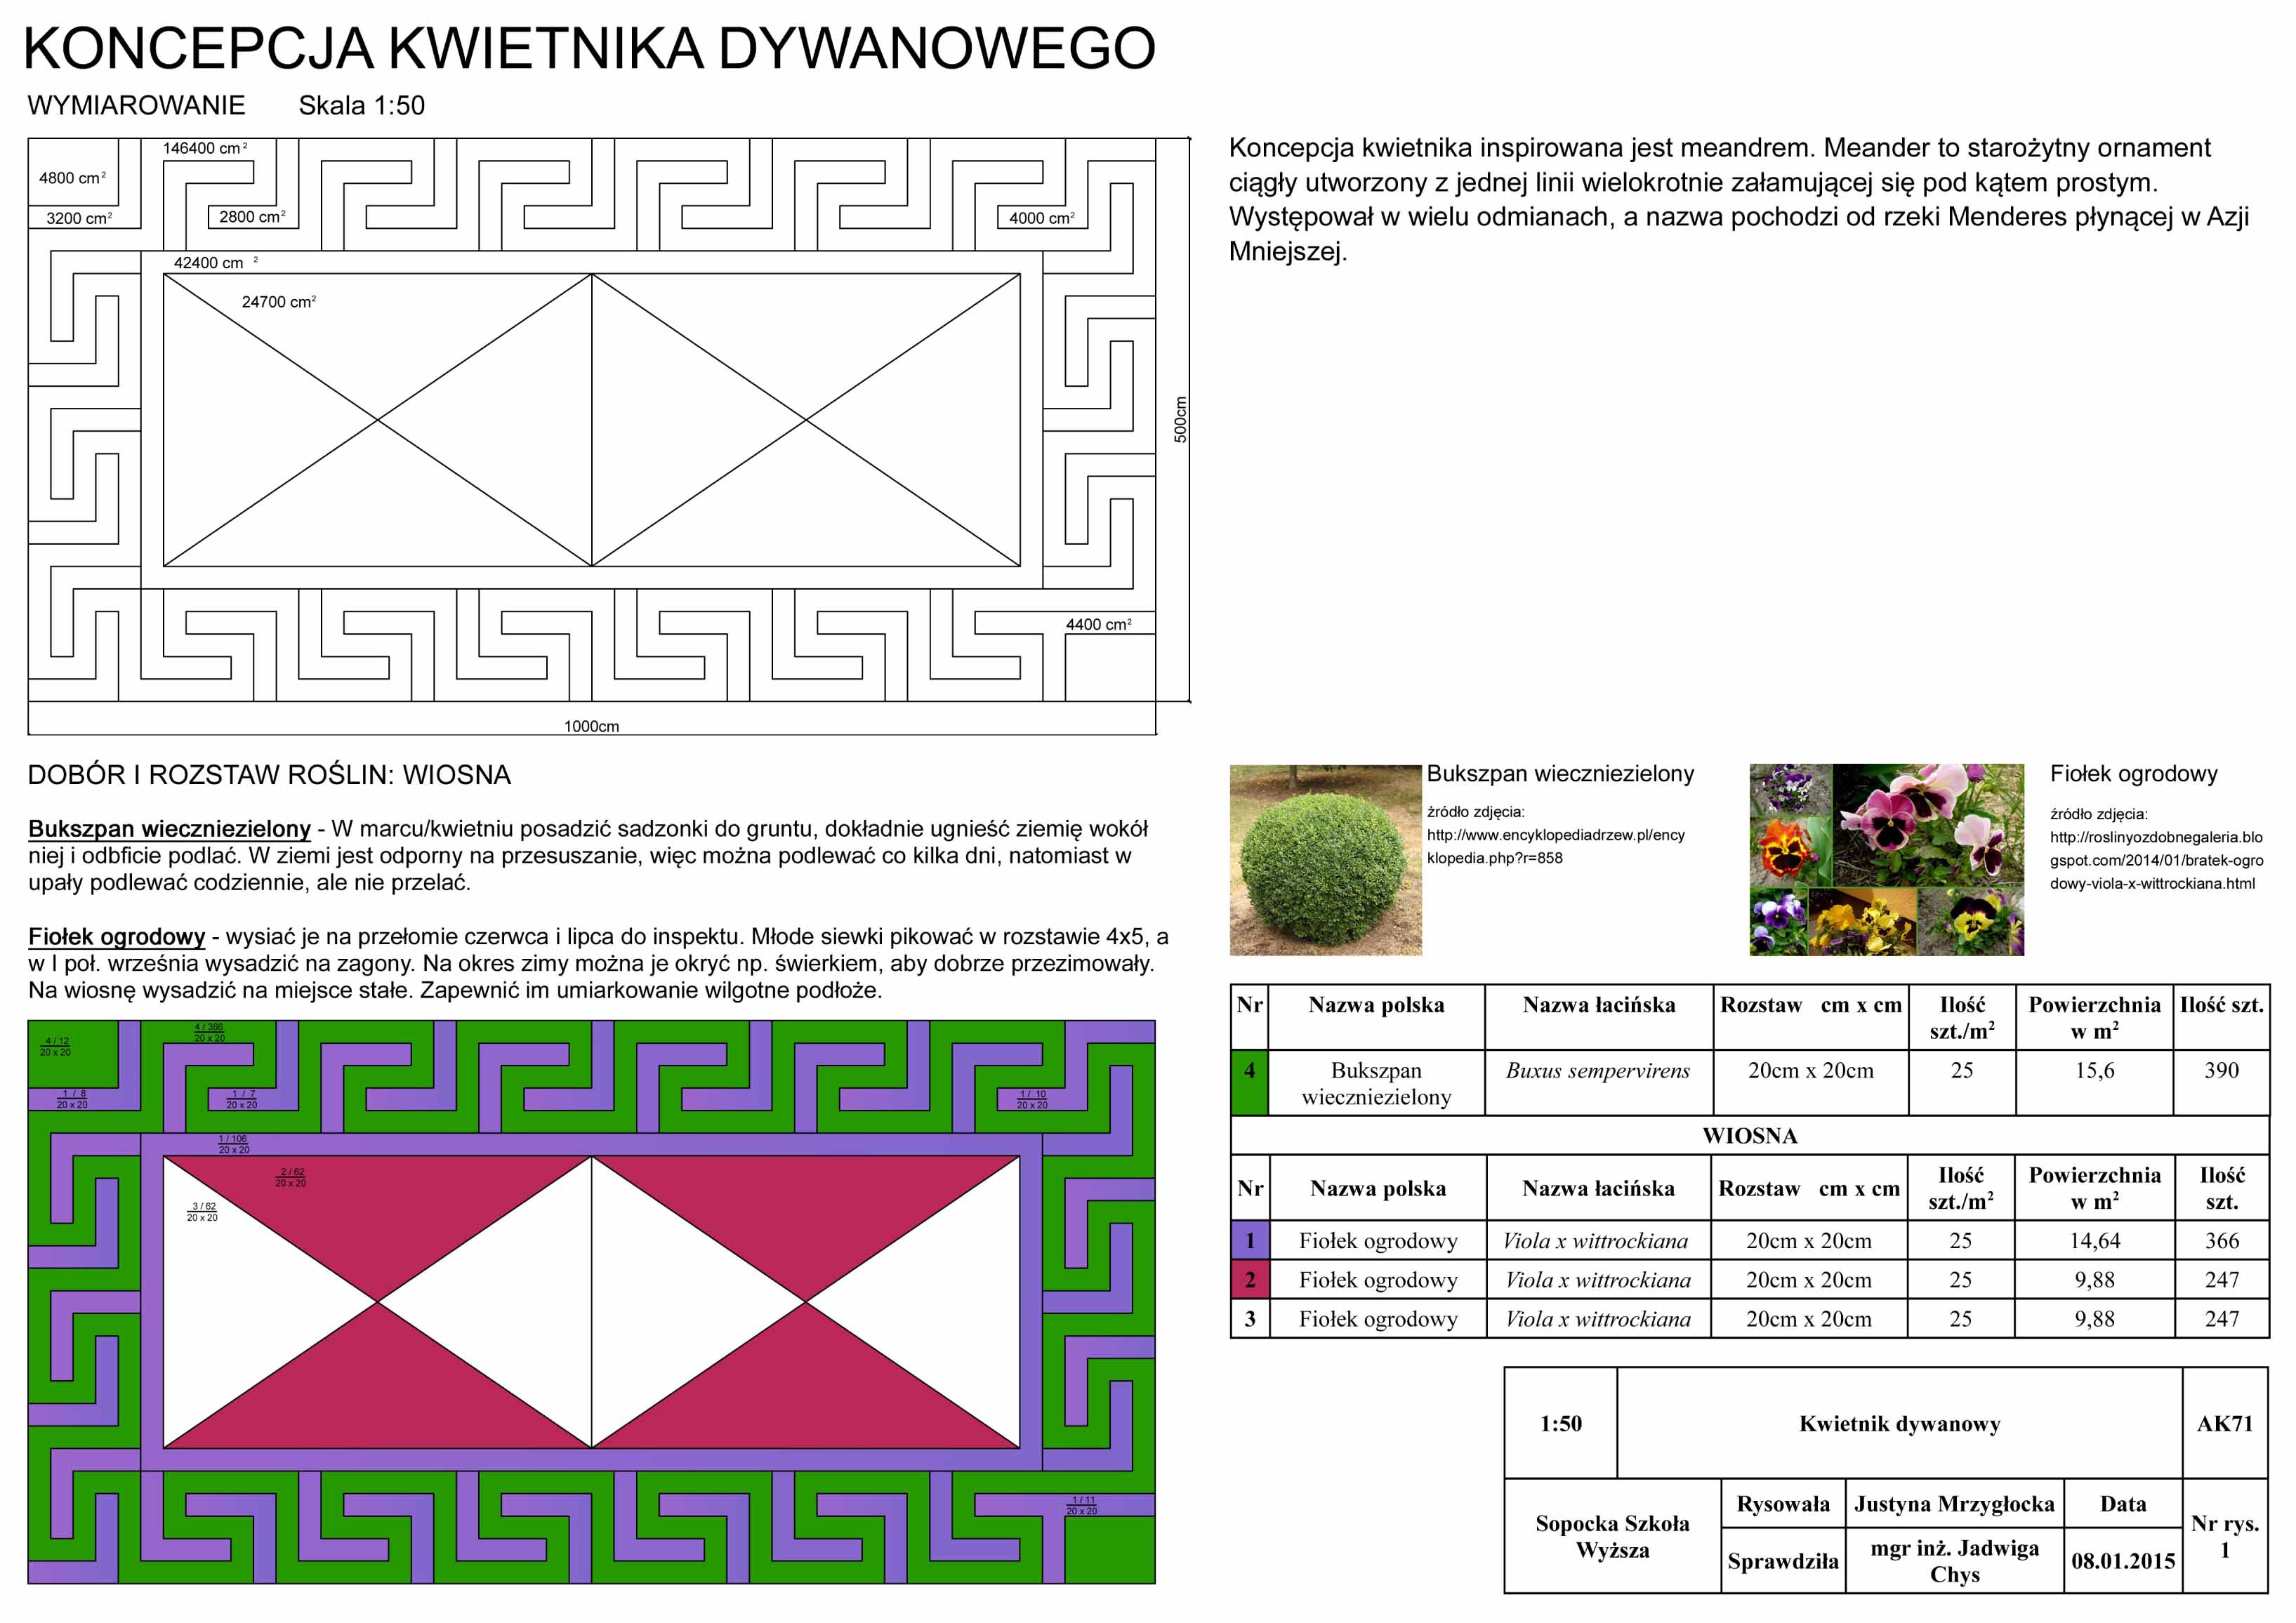 KONCEPCJA KWIETNIKA DYWANOWEGO
WYMIAROWANIE Skala 1:50
146400 cm²
4800 cm²
3200 cm²
2800 cm²
4000 cm²
42400 cm ²
24700 cm²
4400 cm²
500cm
1000cm
Koncepcja kwietnika inspirowana jest meandrem. Meander to starożytny ornament
ciągły utworzony z jednej linii wielokrotnie załamującej się pod kątem prostym.
Występował w wielu odmianach, a nazwa pochodzi od rzeki Menderes płynącej w Azji
Mniejszej.
DOBÓR I ROZSTAW ROŚLIN: WIOSNA
Bukszpan wieczniezielony - W marcu/kwietniu posadzić sadzonki do gruntu, dokładnie ugnieść ziemię wokół
niej i odbficie podlać. W ziemi jest odporny na przesuszanie, więc można podlewać co kilka dni, natomiast w
upały podlewać codziennie, ale nie przelać.
Fiołek ogrodowy - wysiać je na przełomie czerwca i lipca do inspektu. Młode siewki pikować w rozstawie 4x5, a
w I poł. września wysadzić na zagony. Na okres zimy można je okryć np. świerkiem, aby dobrze przezimowały.
Na wiosnę wysadzić na miejsce stałe. Zapewnić im umiarkowanie wilgotne podłoże.
4 / 12
20 x 20
4 / 366
20 x 20
1 / 8
20 x 20
1 / 7
20 x 20
1 / 10
20 x 20
1 / 106
20 x 20
2 / 62
20 x 20
3 / 62
20 x 20
1 / 11
20 x 20
Bukszpan wieczniezielony
źródło zdjęcia:
http://www.encyklopediadrzew.pl/ency
klopedia.php?r=858
Fiołek ogrodowy
źródło zdjęcia:
http://roslinyozdobnegaleria.blo
gspot.com/2014/01/bratek-ogro
dowy-viola-x-wittrockiana.html
Nr Nazwa polska Nazwa łacińska Rozstaw cm x cm Ilość szt./m² Powierzchnia w m² Ilość szt.
4 Bukszpan wieczniezielony Buxus sempervirens 20cm x 20cm 25 15,6 390
WIOSNA
Nr Nazwa polska Nazwa łacińska Rozstaw cm x cm Ilość szt./m² Powierzchnia w m² Ilość szt.
1 Fiołek ogrodowy Viola x wittrockiana 20cm x 20cm 25 14,64 366
2 Fiołek ogrodowy Viola x wittrockiana 20cm x 20cm 25 9,88 247
3 Fiołek ogrodowy Viola x wittrockiana 20cm x 20cm 25 9,88 247
1:50 Kwietnik dywanowy AK71
Sopocka Szkoła Wyższa
Rysowała Justyna Mrzygłocka Data
Sprawdziła mgr inż. Jadwiga Chys 08.01.2015
Nr rys. 1